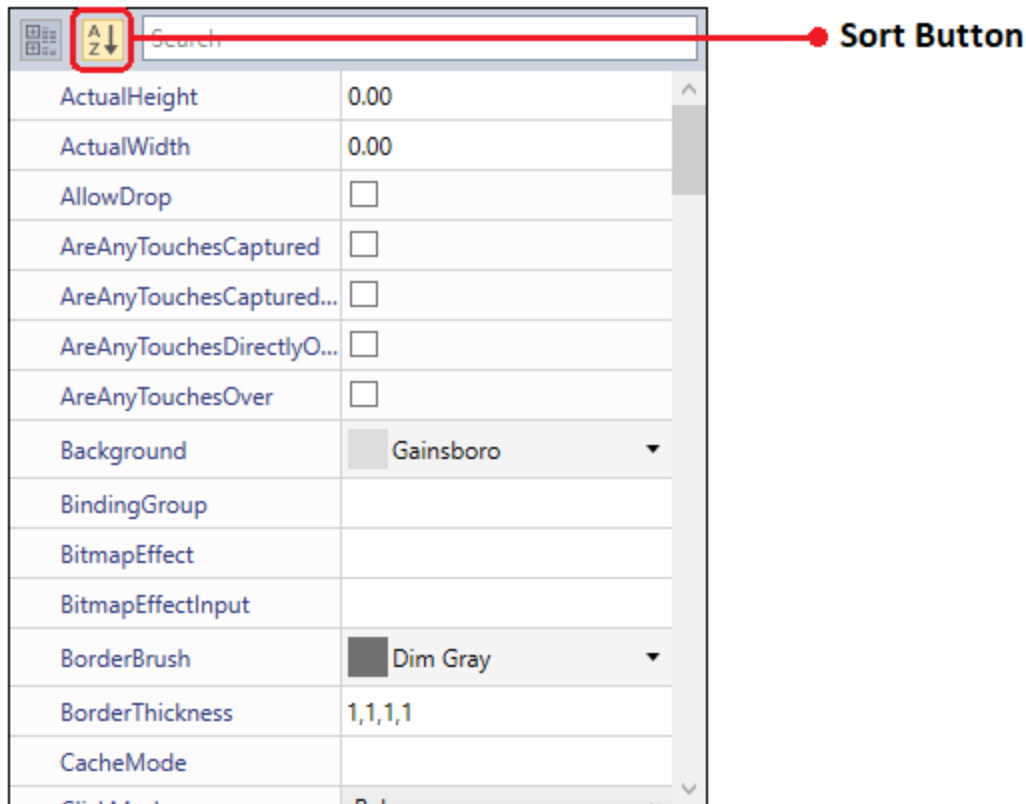 A
Z
Search
Sort Button
ActualHeight 0.00
ActualWidth 0.00
AllowDrop
AreAnyTouchesCaptured
AreAnyTouchesCaptured...
AreAnyTouchesDirectlyO...
AreAnyTouchesOver
Background Gainsboro
BindingGroup
BitmapEffect
BitmapEffectInput
BorderBrush Dim Gray
BorderThickness 1,1,1,1
CacheMode